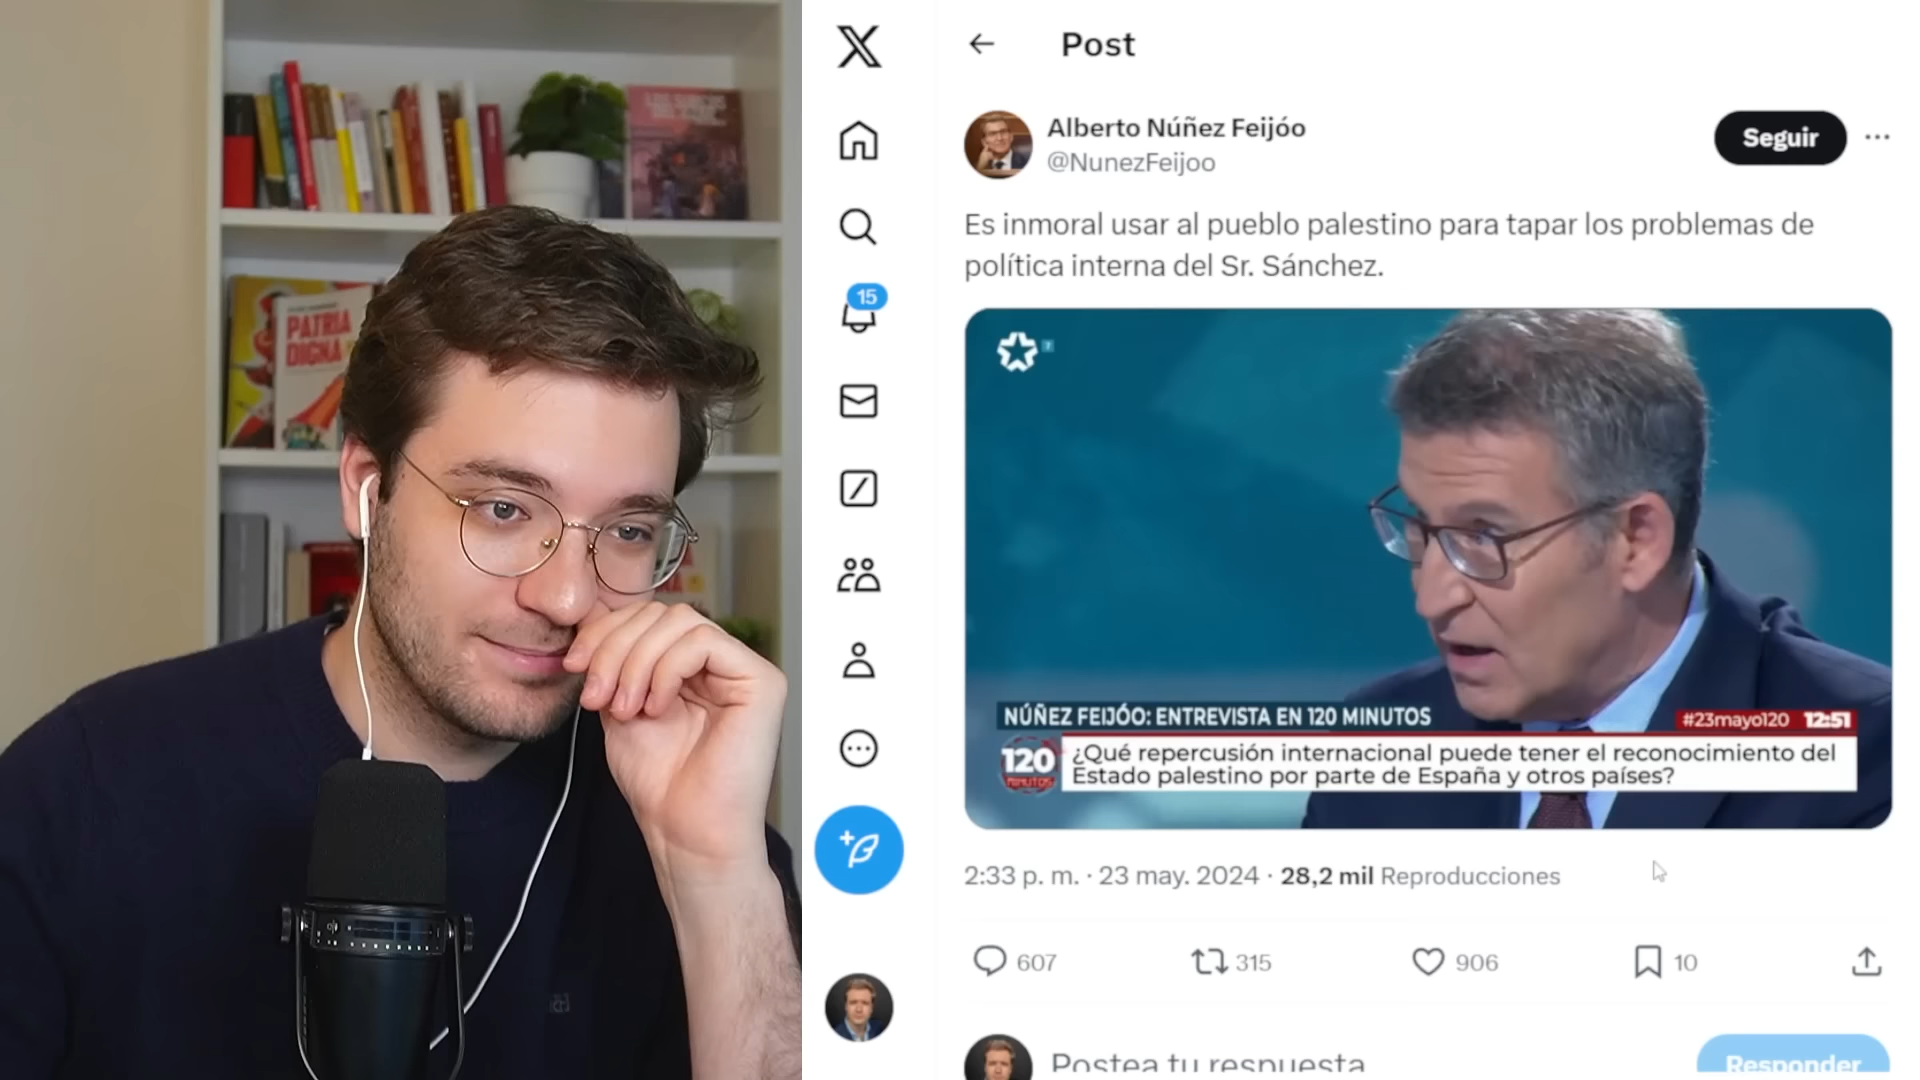 PATRIA
DIGNA
X
Post
Alberto Núñez Feijóo
@NunezFeijoo
Seguir
Es inmoral usar al pueblo palestino para tapar los problemas de
política interna del Sr. Sánchez.
15
NÚÑEZ FEIJÓO: ENTREVISTA EN 120 MINUTOS
#23mayo120 12:51
120
MINUTOS
¿Qué repercusión internacional puede tener el reconocimiento del
Estado palestino por parte de España y otros países?
2:33 p. m. · 23 may. 2024 · 28,2 mil Reproducciones
607
315
906
10
Postea tu respuesta
Responder